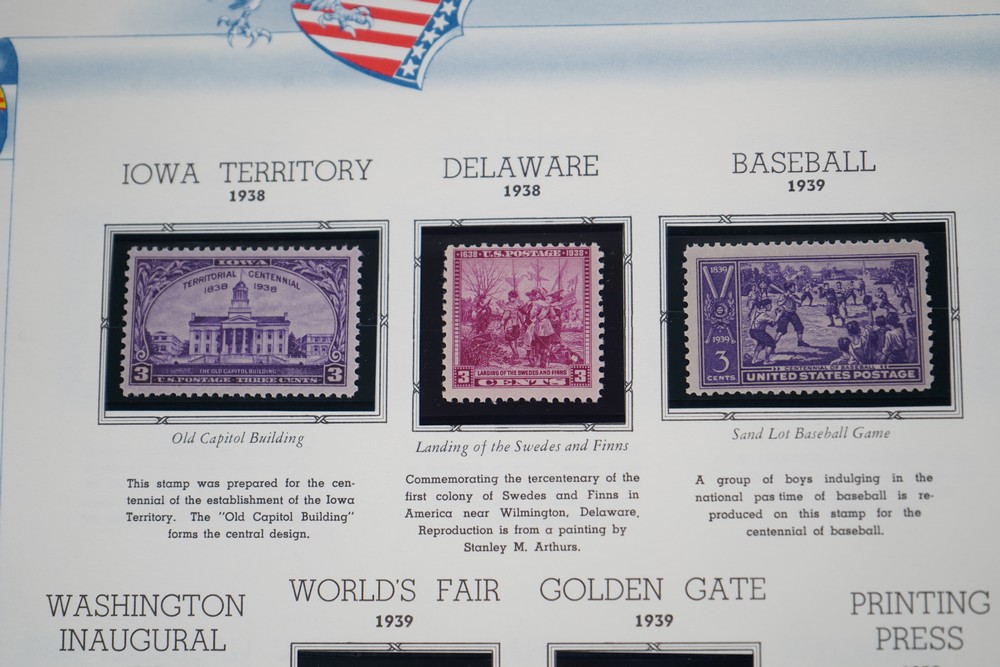 IOWA TERRITORY
1938
DELAWARE
1938
BASEBALL
1939
IOWA
TERRITORIAL CENTENNIAL
1838 1938
THE OLD CAPITOL BUILDING
3 U.S. POSTAGE · THREE CENTS 3
1638 U.S. POSTAGE 1938
LANDING OF THE SWEDES AND FINNS
3 CENTS 3
1839
1939
3
CENTS
CENTENNIAL OF BASEBALL
UNITED STATES POSTAGE
Old Capitol Building
Landing of the Swedes and Finns
Sand Lot Baseball Game
This stamp was prepared for the cen-
tennial of the establishment of the Iowa
Territory. The "Old Capitol Building"
forms the central design.
Commemorating the tercentenary of the
first colony of Swedes and Finns in
America near Wilmington, Delaware,
Reproduction is from a painting by
Stanley M. Arthurs.
A group of boys indulging in the
national pas time of baseball is re-
produced on this stamp for the
centennial of baseball.
WASHINGTON
INAUGURAL
WORLD'S FAIR
1939
GOLDEN GATE
1939
PRINTING
PRESS